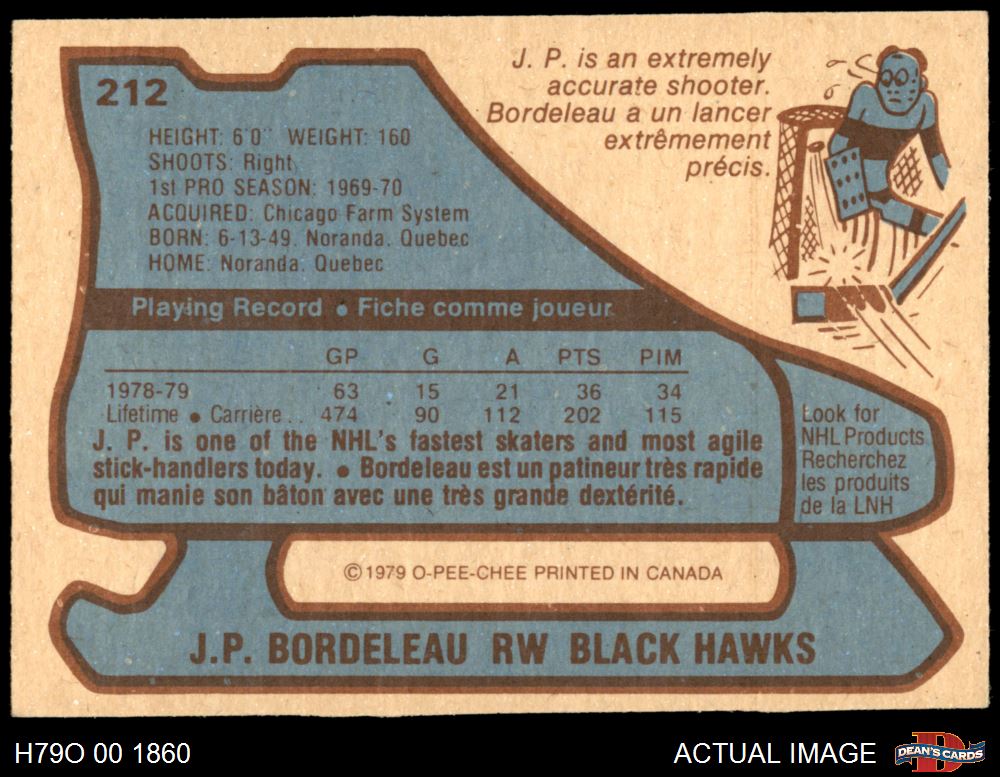 212
HEIGHT: 6'0" WEIGHT: 160
SHOOTS: Right
1st PRO SEASON: 1969-70
ACQUIRED: Chicago Farm System
BORN: 6-13-49, Noranda, Quebec
HOME: Noranda, Quebec
J. P. is an extremely
accurate shooter.
Bordeleau a un lancer
extrêmement
précis.
Playing Record • Fiche comme joueur
GP G A PTS PIM
1978-79 63 15 21 36 34
Lifetime • Carrière.. 474 90 112 202 115
J. P. is one of the NHL's fastest skaters and most agile
stick-handlers today. • Bordeleau est un patineur très rapide
qui manie son bâton avec une très grande dextérité.
Look for
NHL Products
Recherchez
les produits
de la LNH
©1979 O-PEE-CHEE PRINTED IN CANADA
J.P. BORDELEAU RW BLACK HAWKS
H79O 00 1860
ACTUAL IMAGE
D
DEAN'S CARDS